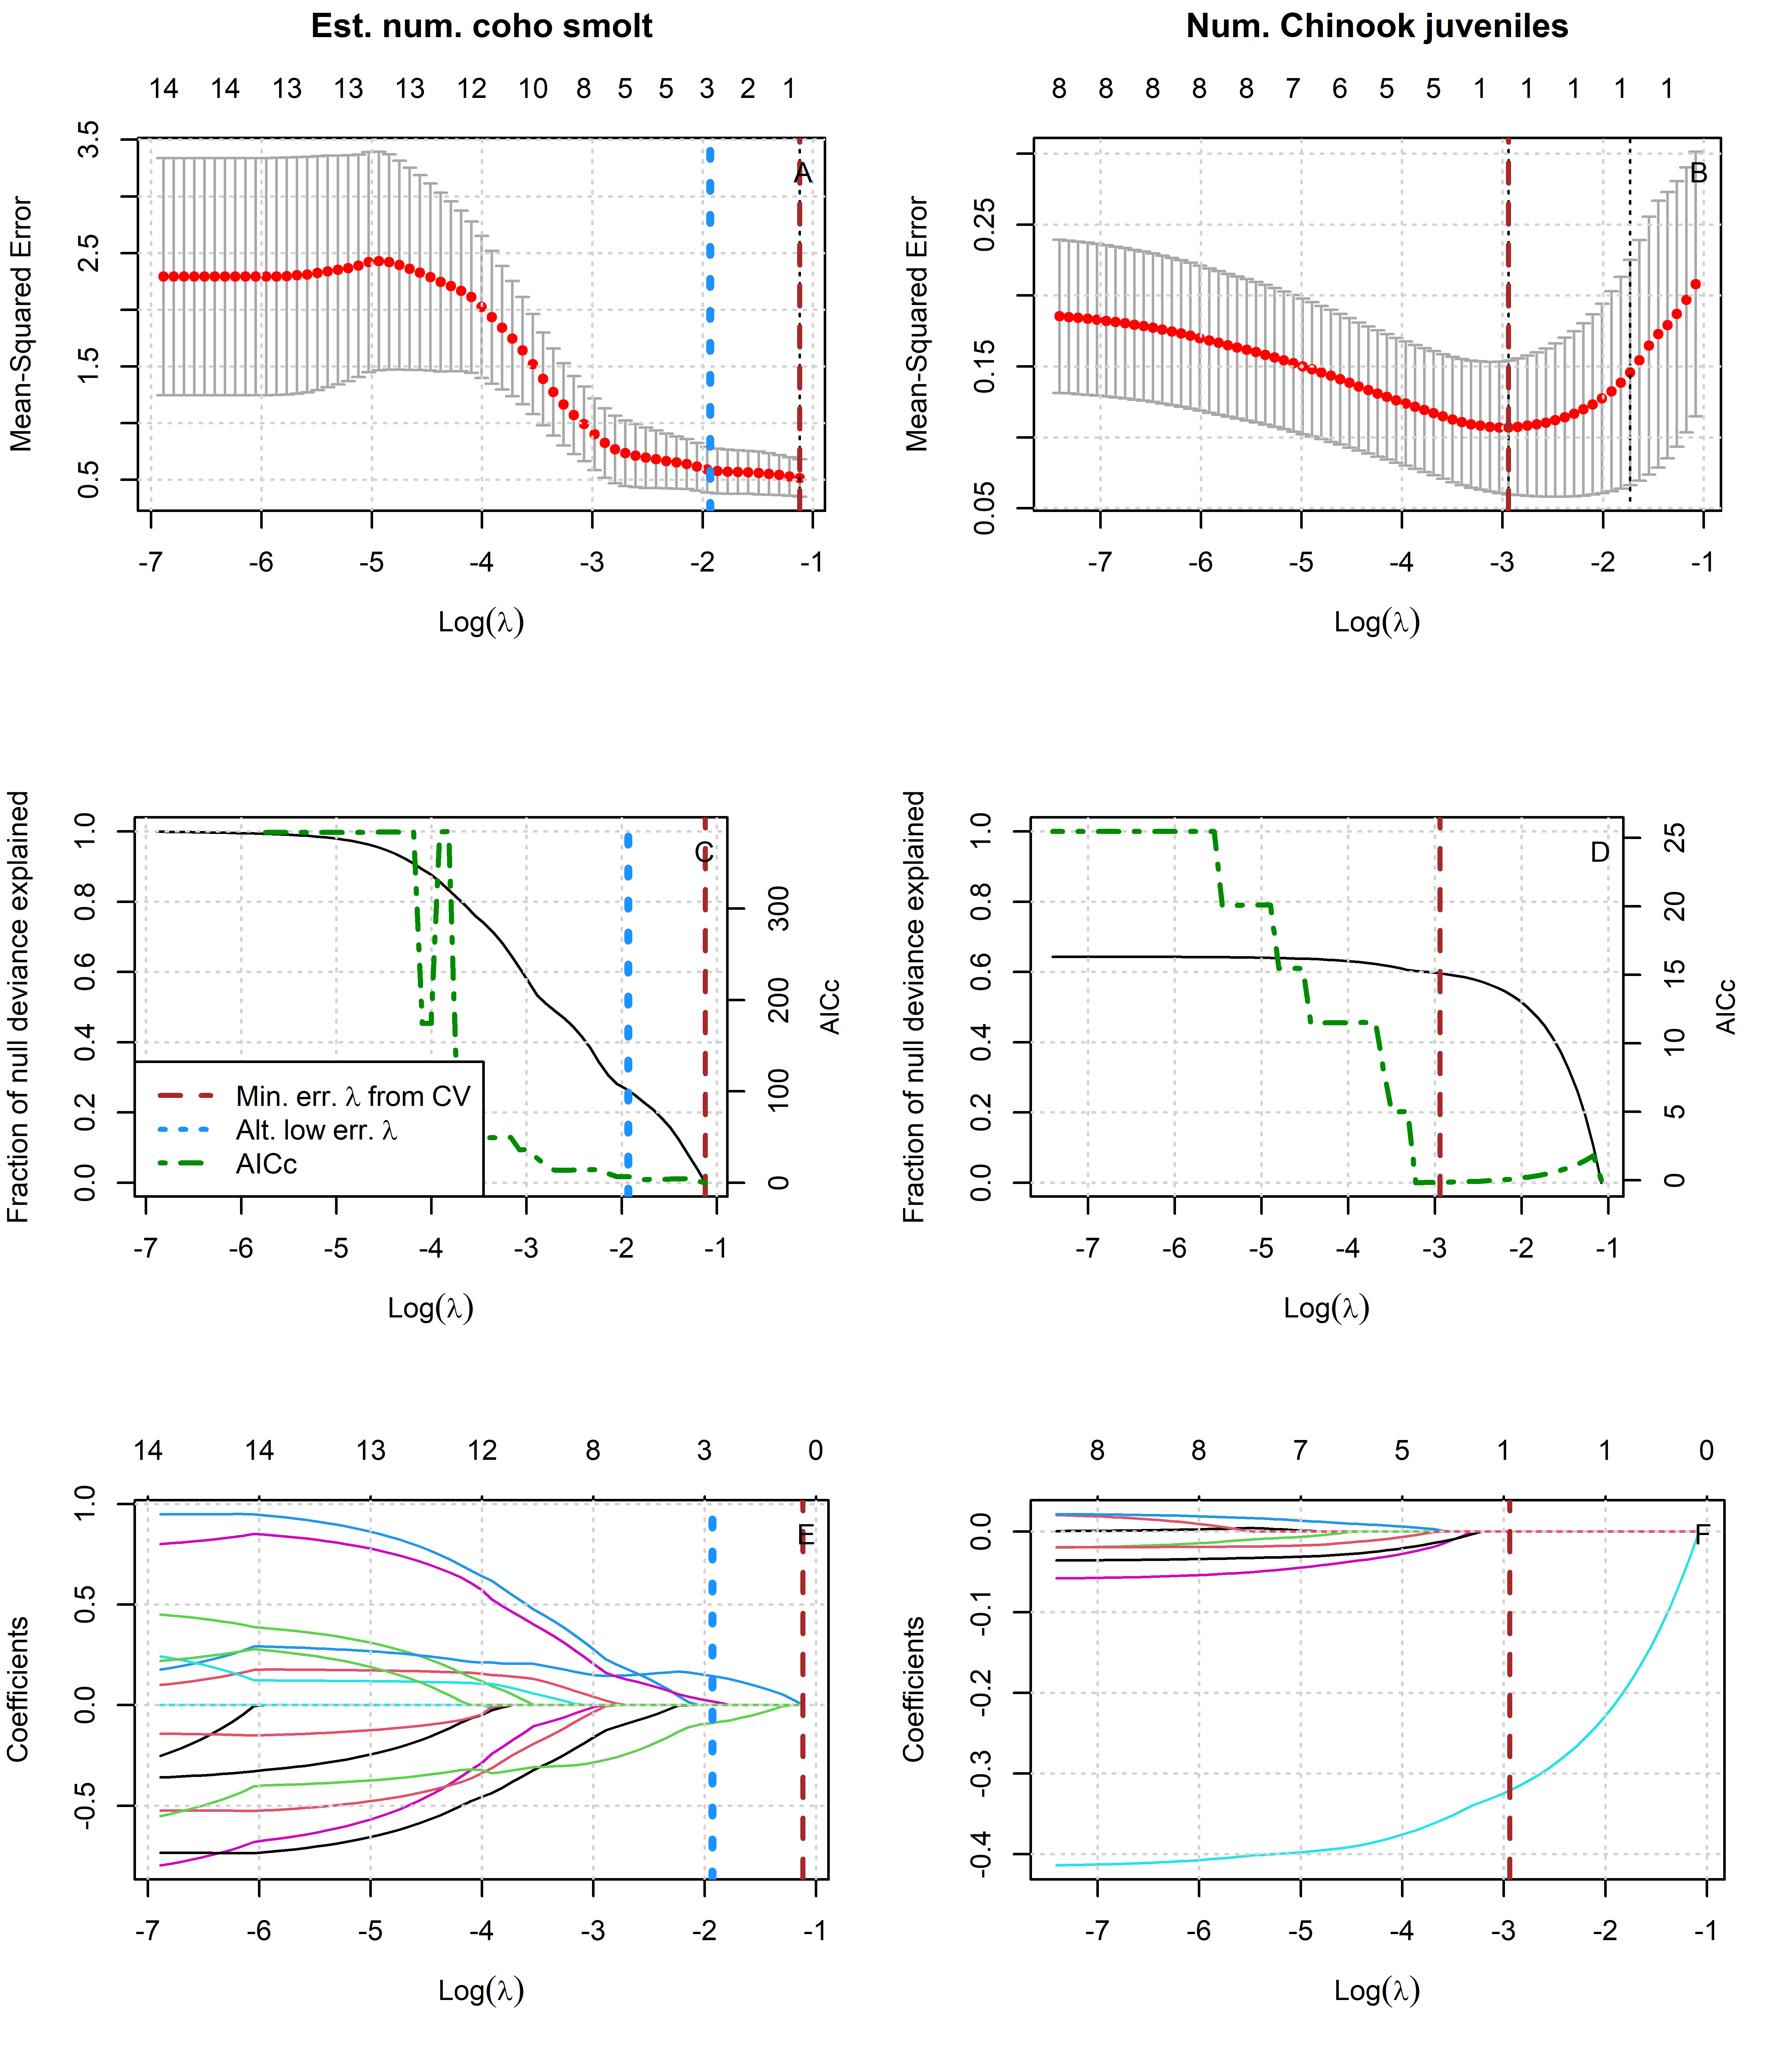 Est. num. coho smolt
14 14 13 13 13 12 10 8 5 5 3 2 1
A
Mean-Squared Error
3.5
2.5
1.5
0.5
-7 -6 -5 -4 -3 -2 -1
Log(λ)
Num. Chinook juveniles
8 8 8 8 8 7 6 5 5 1 1 1 1 1
B
Mean-Squared Error
0.25
0.15
0.05
-7 -6 -5 -4 -3 -2 -1
Log(λ)
C
Fraction of null deviance explained
1.0
0.8
0.6
0.4
0.2
0.0
300
200
100
0
AICc
Min. err. λ from CV
Alt. low err. λ
AICc
-7 -6 -5 -4 -3 -2 -1
Log(λ)
D
Fraction of null deviance explained
1.0
0.8
0.6
0.4
0.2
0.0
25
20
15
10
5
0
AICc
-7 -6 -5 -4 -3 -2 -1
Log(λ)
14 14 13 12 8 3 0
E
Coefficients
1.0
0.5
0.0
-0.5
-7 -6 -5 -4 -3 -2 -1
Log(λ)
8 8 7 5 1 1 0
F
Coefficients
0.0
-0.1
-0.2
-0.3
-0.4
-7 -6 -5 -4 -3 -2 -1
Log(λ)